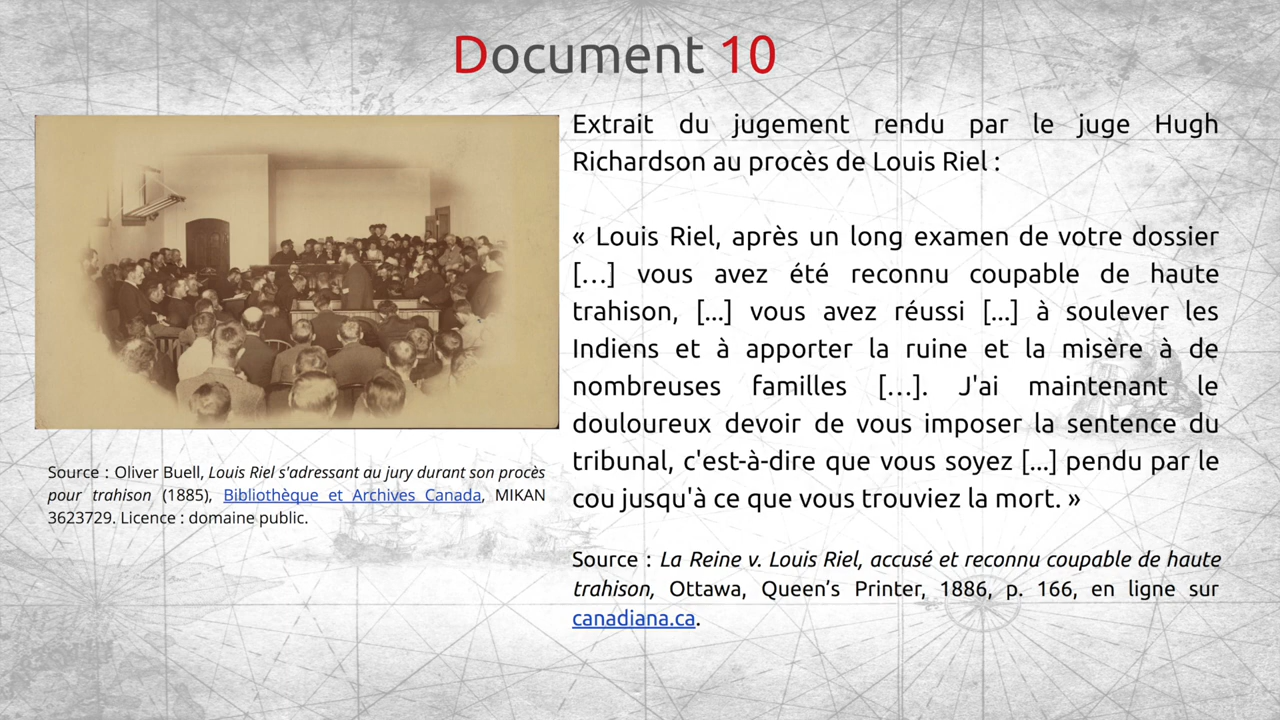 Document 10
Extrait du jugement rendu par le juge Hugh
Richardson au procès de Louis Riel :
« Louis Riel, après un long examen de votre dossier
[…] vous avez été reconnu coupable de haute
trahison, [...] vous avez réussi [...] à soulever les
Indiens et à apporter la ruine et la misère à de
nombreuses familles […]. J'ai maintenant le
douloureux devoir de vous imposer la sentence du
tribunal, c'est-à-dire que vous soyez [...] pendu par le
cou jusqu'à ce que vous trouviez la mort. »
Source : La Reine v. Louis Riel, accusé et reconnu coupable de haute
trahison, Ottawa, Queen’s Printer, 1886, p. 166, en ligne sur
canadiana.ca.
Source : Oliver Buell, Louis Riel s'adressant au jury durant son procès
pour trahison (1885), Bibliothèque et Archives Canada, MIKAN
3623729. Licence : domaine public.